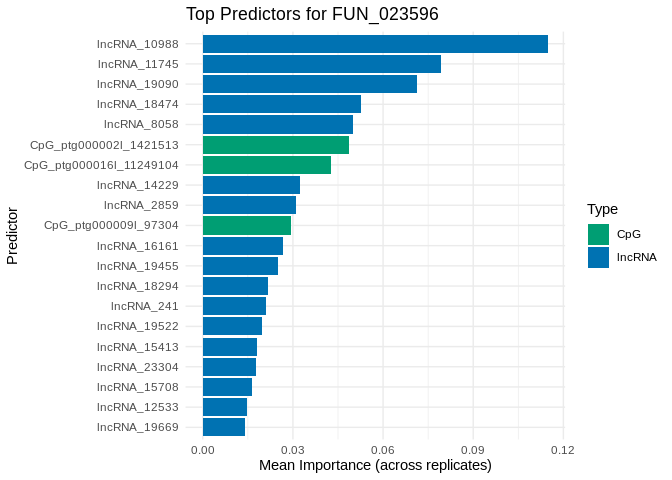 Top Predictors for FUN_023596
Predictor
lncRNA_10988
lncRNA_11745
lncRNA_19090
lncRNA_18474
lncRNA_8058
CpG_ptg000002l_1421513
CpG_ptg000016l_11249104
lncRNA_14229
lncRNA_2859
CpG_ptg000009l_97304
lncRNA_16161
lncRNA_19455
lncRNA_18294
lncRNA_241
lncRNA_19522
lncRNA_15413
lncRNA_23304
lncRNA_15708
lncRNA_12533
lncRNA_19669
0.00 0.03 0.06 0.09 0.12
Mean Importance (across replicates)
Type
CpG
lncRNA